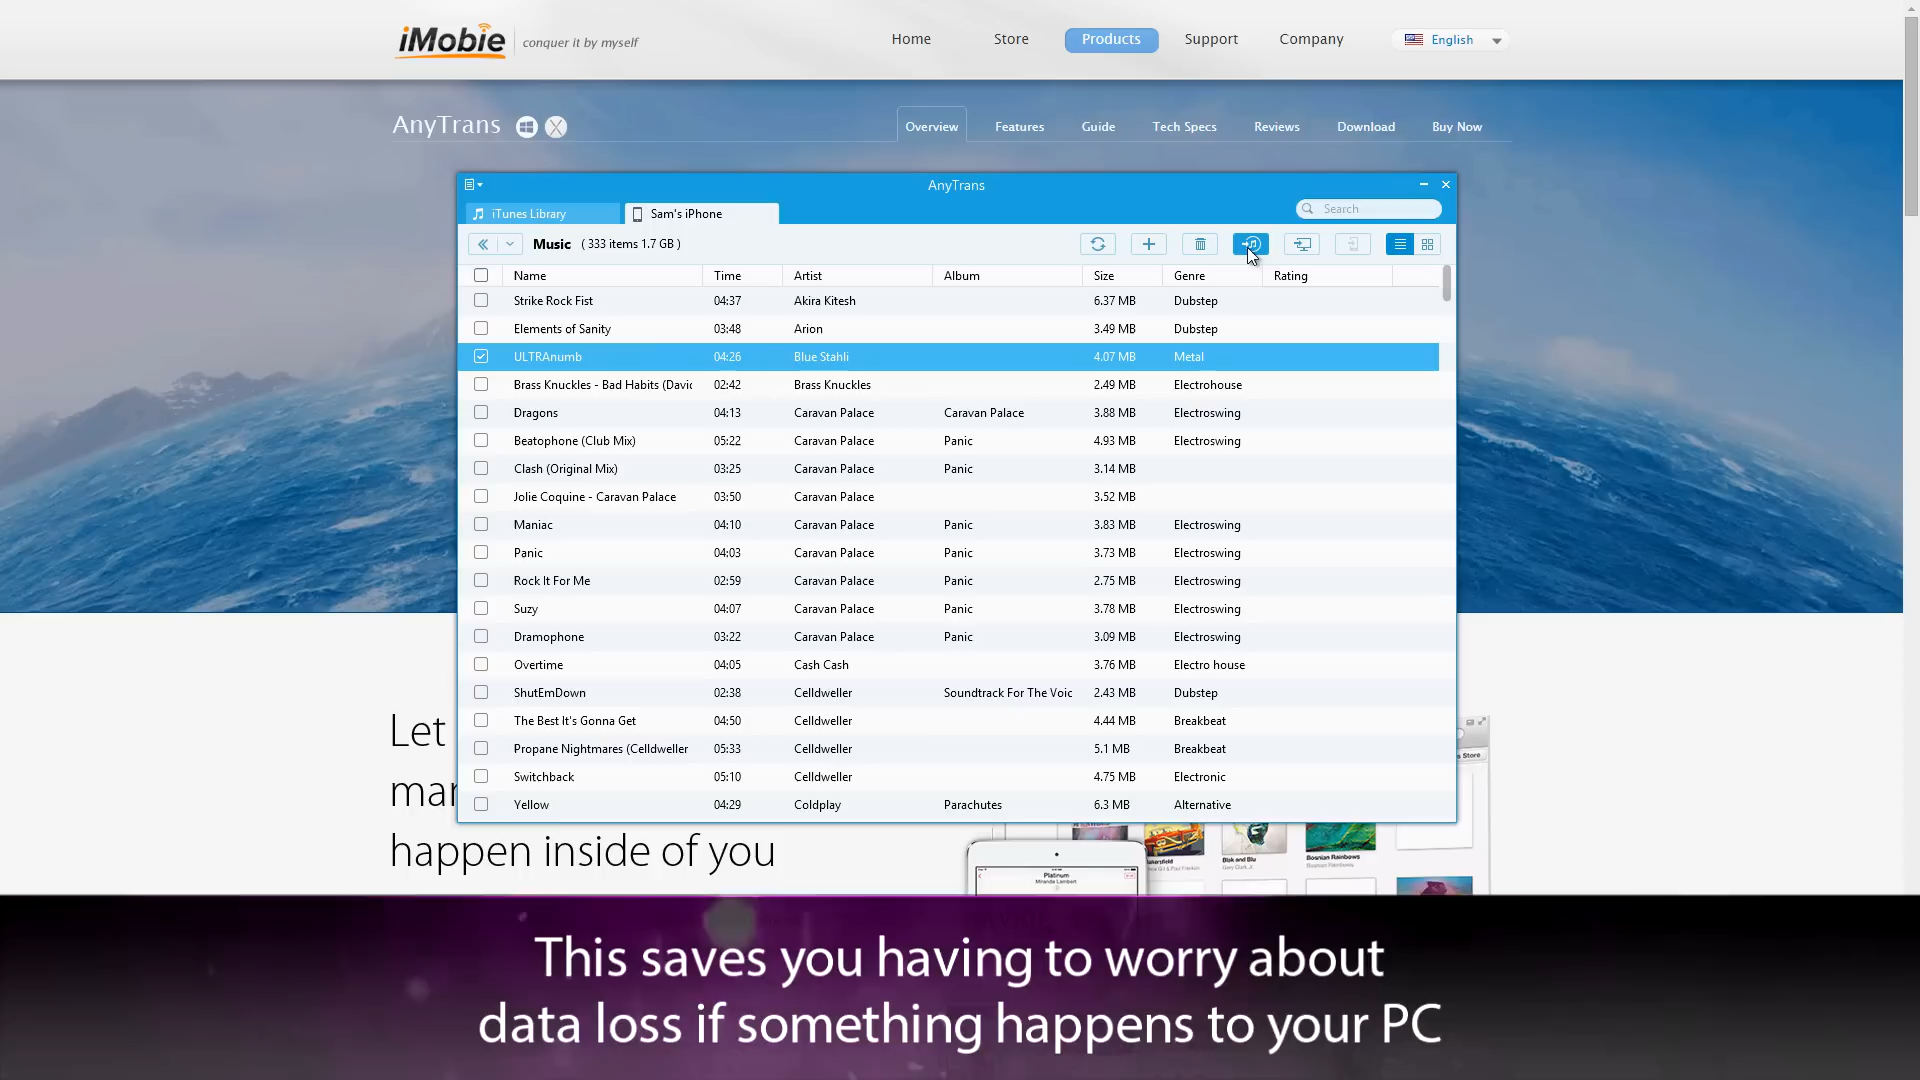 iMobie conquer it by myself
Home Store Products Support Company English
AnyTrans Overview Features Guide Tech Specs Reviews Download Buy Now
AnyTrans
iTunes Library Sam's iPhone Search
Music ( 333 items 1.7 GB )
Name Time Artist Album Size Genre Rating
Strike Rock Fist 04:37 Akira Kitesh 6.37 MB Dubstep
Elements of Sanity 03:48 Arion 3.49 MB Dubstep
ULTRAnumb 04:26 Blue Stahli 4.07 MB Metal
Brass Knuckles - Bad Habits (Davic 02:42 Brass Knuckles 2.49 MB Electrohouse
Dragons 04:13 Caravan Palace Caravan Palace 3.88 MB Electroswing
Beatophone (Club Mix) 05:22 Caravan Palace Panic 4.93 MB Electroswing
Clash (Original Mix) 03:25 Caravan Palace Panic 3.14 MB
Jolie Coquine - Caravan Palace 03:50 Caravan Palace 3.52 MB
Maniac 04:10 Caravan Palace Panic 3.83 MB Electroswing
Panic 04:03 Caravan Palace Panic 3.73 MB Electroswing
Rock It For Me 02:59 Caravan Palace Panic 2.75 MB Electroswing
Suzy 04:07 Caravan Palace Panic 3.78 MB Electroswing
Dramophone 03:22 Caravan Palace Panic 3.09 MB Electroswing
Overtime 04:05 Cash Cash 3.76 MB Electro house
ShutEmDown 02:38 Celldweller Soundtrack For The Voic 2.43 MB Dubstep
The Best It's Gonna Get 04:50 Celldweller 4.44 MB Breakbeat
Propane Nightmares (Celldweller 05:33 Celldweller 5.1 MB Breakbeat
Switchback 05:10 Celldweller 4.75 MB Electronic
Yellow 04:29 Coldplay Parachutes 6.3 MB Alternative
Let
mar
happen inside of you
s Store
akersfield Blak and Blu Bosnian Rainbows
Platinum
Miranda Lambert
This saves you having to worry about
data loss if something happens to your PC